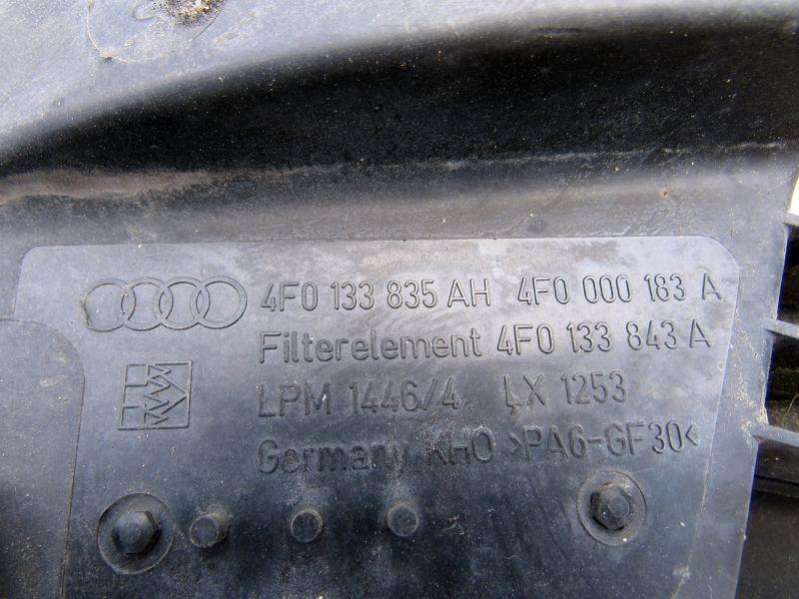 4F0 133 835 AH 4F0 000 183 A
Filterelement 4F0 133 843 A
LPM 1446/4 LX 1253
Germany KHO >PA6-GF30<